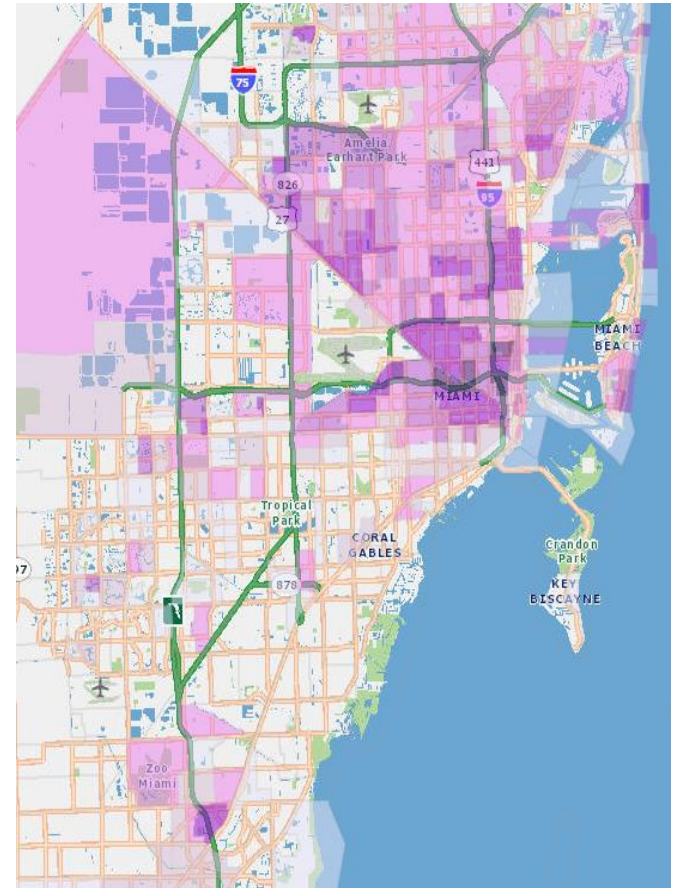 75
Amelia
Earhart Park
441
826
95
27
MIAMI
BEACH
MIAMI
Tropical
Park
CORAL
GABLES
Crandon
Park
97
878
KEY
BISCAYNE
Zoo
Miami